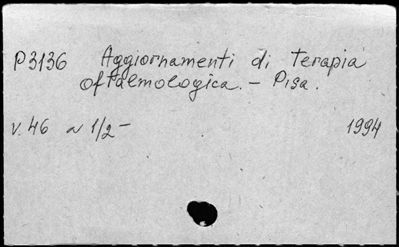 P3136 Aggiornamenti di terapia
oftalmologica. – Pisa.
v. 46 N 1/2 – 1994